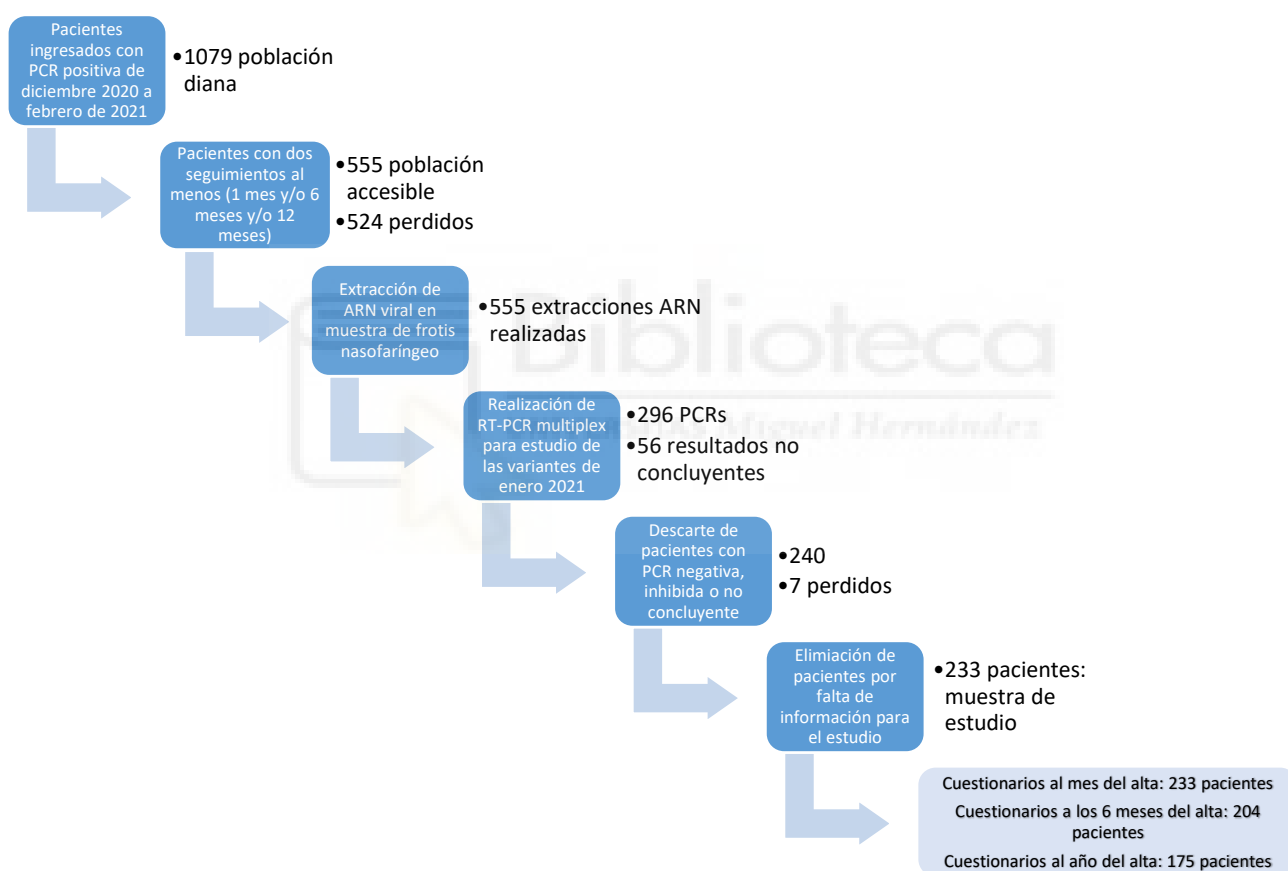 Pacientes
ingresados con
PCR positiva de
diciembre 2020 a
febrero de 2021
•1079 población
diana
Pacientes con dos
seguimientos al
menos (1 mes y/o 6
meses y/o 12
meses)
•555 población
accesible
•524 perdidos
Extracción de
ARN viral en
muestra de frotis
nasofaríngeo
•555 extracciones ARN
realizadas
Biblioteca
Realización de
RT-PCR multiplex
para estudio de
las variantes de
enero 2021
•296 PCRs
•56 resultados no
concluyentes
Miguel Hernández
Descarte de
pacientes con
PCR negativa,
inhibida o no
concluyente
•240
•7 perdidos
Elimiación de
pacientes por
falta de
información para
el estudio
•233 pacientes:
muestra de
estudio
Cuestionarios al mes del alta: 233 pacientes
Cuestionarios a los 6 meses del alta: 204
pacientes
Cuestionarios al año del alta: 175 pacientes